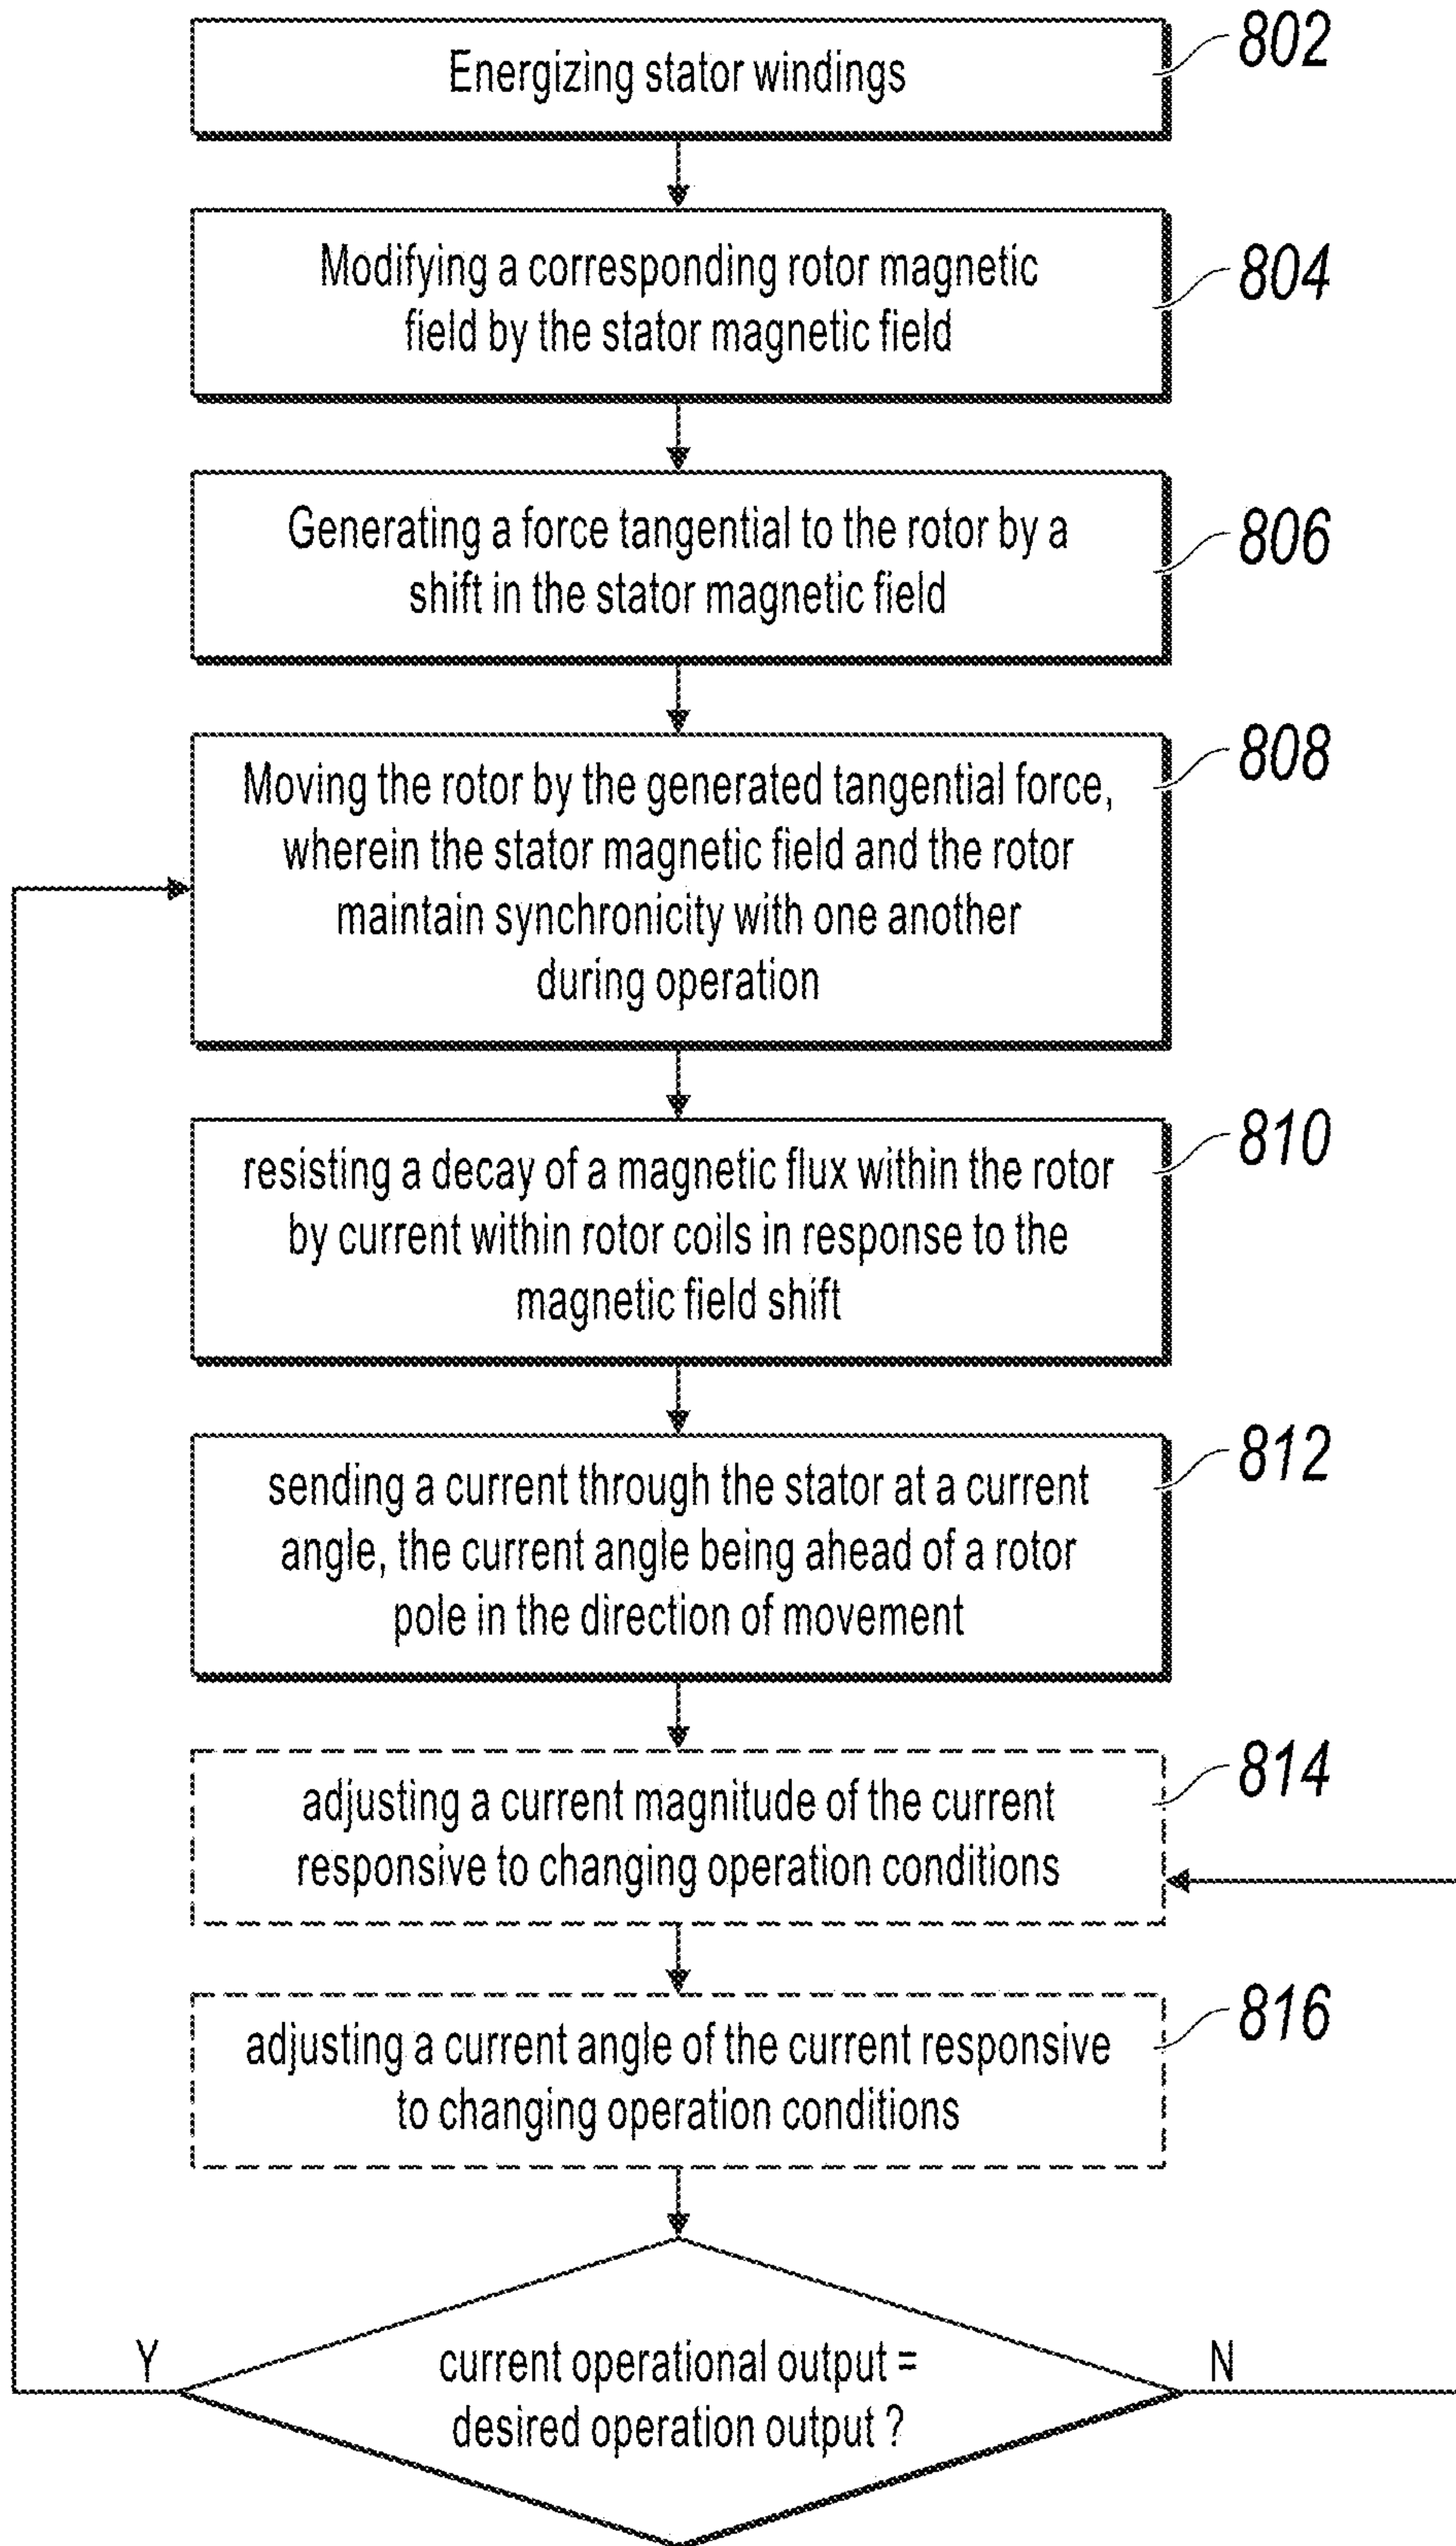 802
Energizing stator windings
804
Modifying a corresponding rotor magnetic
field by the stator magnetic field
806
Generating a force tangential to the rotor by a
shift in the stator magnetic field
808
Moving the rotor by the generated tangential force,
wherein the stator magnetic field and the rotor
maintain synchronicity with one another
during operation
810
resisting a decay of a magnetic flux within the rotor
by current within rotor coils in response to the
magnetic field shift
812
sending a current through the stator at a current
angle, the current angle being ahead of a rotor
pole in the direction of movement
814
adjusting a current magnitude of the current
responsive to changing operation conditions
816
adjusting a current angle of the current responsive
to changing operation conditions
Y
N
current operational output =
desired operation output ?